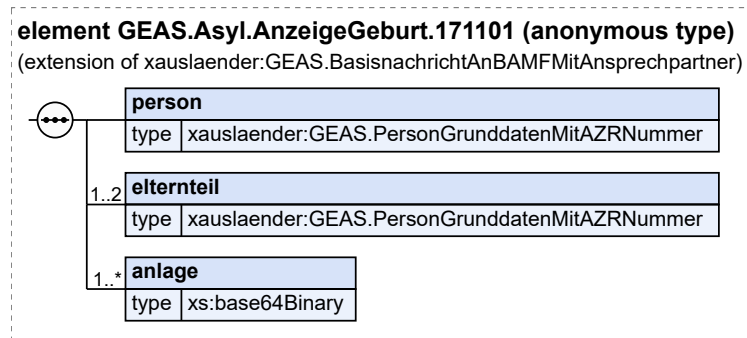 element GEAS.Asyl.AnzeigeGeburt.171101 (anonymous type)
(extension of xauslaender:GEAS.BasisnachrichtAnBAMFMitAnsprechpartner)
person
type xauslaender:GEAS.PersonGrunddatenMitAZRNummer
1..2 elternteil
type xauslaender:GEAS.PersonGrunddatenMitAZRNummer
1..* anlage
type xs:base64Binary